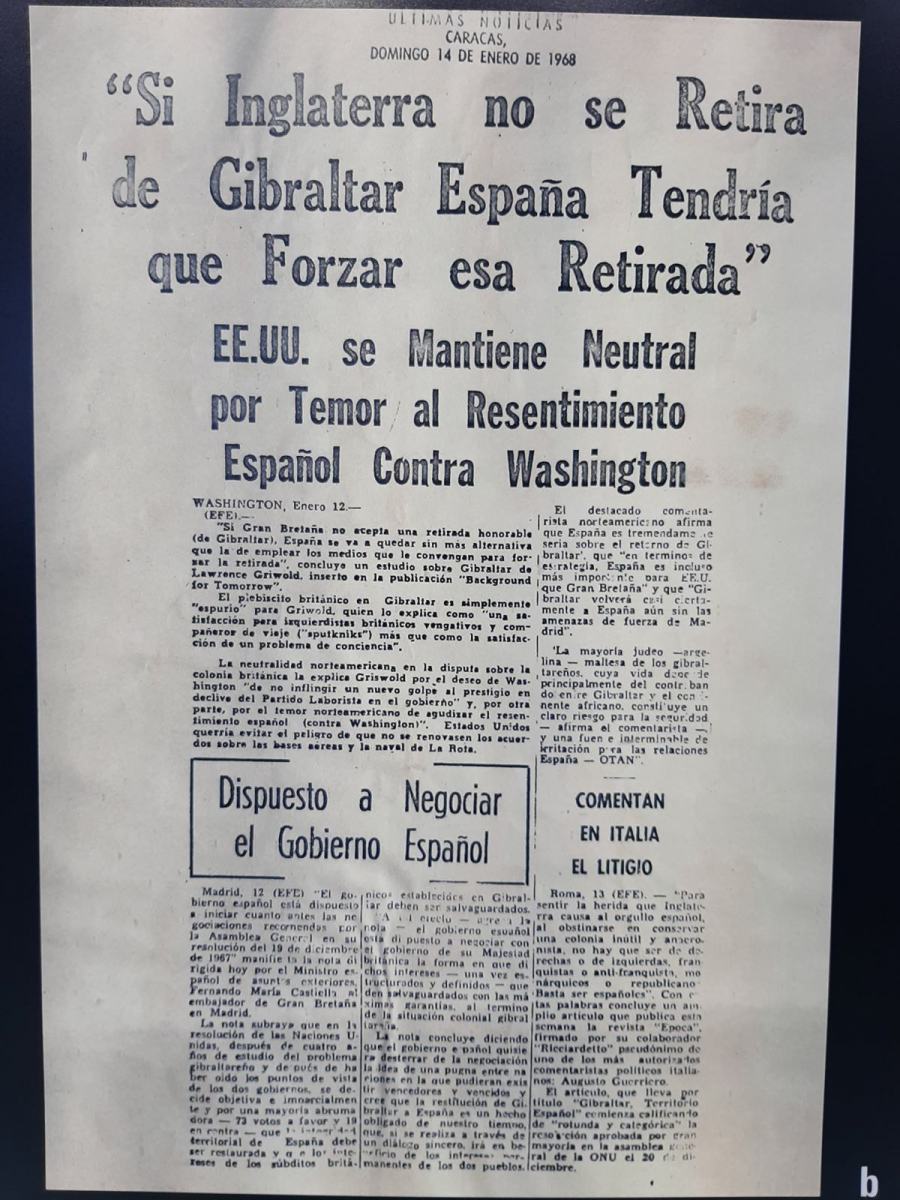 ULTIMAS NOTICIAS
CARACAS,
DOMINGO 14 DE ENERO DE 1968
“Si Inglaterra no se Retira
de Gibraltar España Tendría
que Forzar esa Retirada”
EE.UU. se Mantiene Neutral
por Temor al Resentimiento
Español Contra Washington
WASHINGTON, Enero 12.—
(EFE).—
"Si Gran Bretaña no acepta una retirada honorable
(de Gibraltar), España se va a quedar sin más alternativa
que la de emplear los medios que le convengan para for-
sar la retirada", concluye un estudio sobre Gibraltar de
Lawrence Griwold, inserto en la publicación "Background
for Tomorrow".
El plebiscito británico en Gibraltar es simplemente
"espurio" para Griwold, quien lo explica como "una sa-
tisfacción para izquierdistas británicos vengativos y com-
pañeros de viaje ("sputkniks") más que como la satisfac-
ción de un problema de conciencia".
La neutralidad norteamericana en la disputa sobre la
colonia británica la explica Griswold por el deseo de Was-
hington "de no inflingir un nuevo golpe al prestigio en
declive del Partido Laborista en el gobierño" y, por otra
parte, por el temor norteamericano de agudizar el resen-
timiento español (contra Washington)". Estados Unidos
querría evitar el peligro de que no se renovasen los acuer-
dos sobre las bases aéreas y la naval de La Rota.
El destacado comenta-
rista norteamericano afirma
que España es tremendame
seria sobre el retorno de Gi-
braltar', que "en terminos de
estrategia, España es incluso
más importante para EE.U.
que Gran Bretaña" y que "Gi-
braltar volverá casi cierta-
mente a España aún sin las
amenazas de fuerza de Ma-
drid".
'La mayoría judeo —arge-
lina — maltesa de los gibral-
tareños, cuya vida
principalmente del contraban
do entre Gibraltar y el conti-
nente africano, constituye un
claro riesgo para la seguridad
— afirma el comentarista —,
y una fuente interminable de
irritación para las relaciones
España — OTAN".
Dispuesto a Negociar
el Gobierno Español
Madrid, 12 (EFE) "El go-
bierno español está dispuesto
a iniciar cuanto antes las ne
gociaciones recomendas por
la Asamblea General en su
resolución del 19 de diciembre
de 1967" manifiesta la nota di
rigida hoy por el Ministro es-
pañol de asuntos exteriores,
Fernando María Castiella al
embajador de Gran Bretaña
en Madrid.
La nota subraya que en la
resolución de las Naciones U-
nidas, después de cuatro a-
ños de estudio del problema
gibraltareño y de pués de ha
ber oído los puntos de vista
de los dos gobiernos, se de-
cide objetiva e imparcialmen
te y por una mayoría abruma
dora — 73 votos a favor y 19
en contra — que
territorial de España debe
ser restaurada y que los inte-
reses de los súbditos britá-
nicos establecidos en Gibral-
tar deben ser salvaguardados.
"A tal efecto — agrega la
nota — el gobierno español
está dispuesto a negociar con
el gobierno de su Majestad
británica la forma en que di
chos intereses — una vez es-
tructurados y definidos — que
den salvaguardados con las má
ximas garantías, al termino
de la situación colonial gibral
tareña.
La nota concluye diciendo
que el gobierno e pañol quisie
ra desterrar de la negociación
la idea de una pugna entre na
ciones en la que pudieran exis
tir vencedores y vencidos y
cree que la restitución de Gi-
braltar a España es un hecho
obligado de nuestro tiempo,
que, si se realiza a través de
un diálogo sincero, irá en be-
neficio de los intereses per-
manentes de los dos pueblos.
COMENTAN
EN ITALIA
EL LITIGIO
Roma, 13 (EFE). — "Para
sentir la herida que Inglate-
rra causa al orgullo español,
al obstinarse en conservar
una colonia inútil y anacro-
nista, no hay que ser de de-
rechas o de izquierdas, fran
quistas o anti-franquista, mo
nárquicos o republicano
Basta ser españoles". Con e
tas palabras concluye un am
plio articulo que publica esta
semana la revista "Epoca",
firmado por su colaborador
"Ricciardetto" pseudónimo de
uno de los más autorizados
comentaristas políticos italia-
nos: Augusto Guerriero.
El articulo, que lleva por
título "Gibraltar, Territorio
Español" comienza calificando
de "rotunda y categórica" la
resolución aprobada por gran
mayoría en la asamblea gene-
ral de la ONU el 20 de di-
ciembre.
b